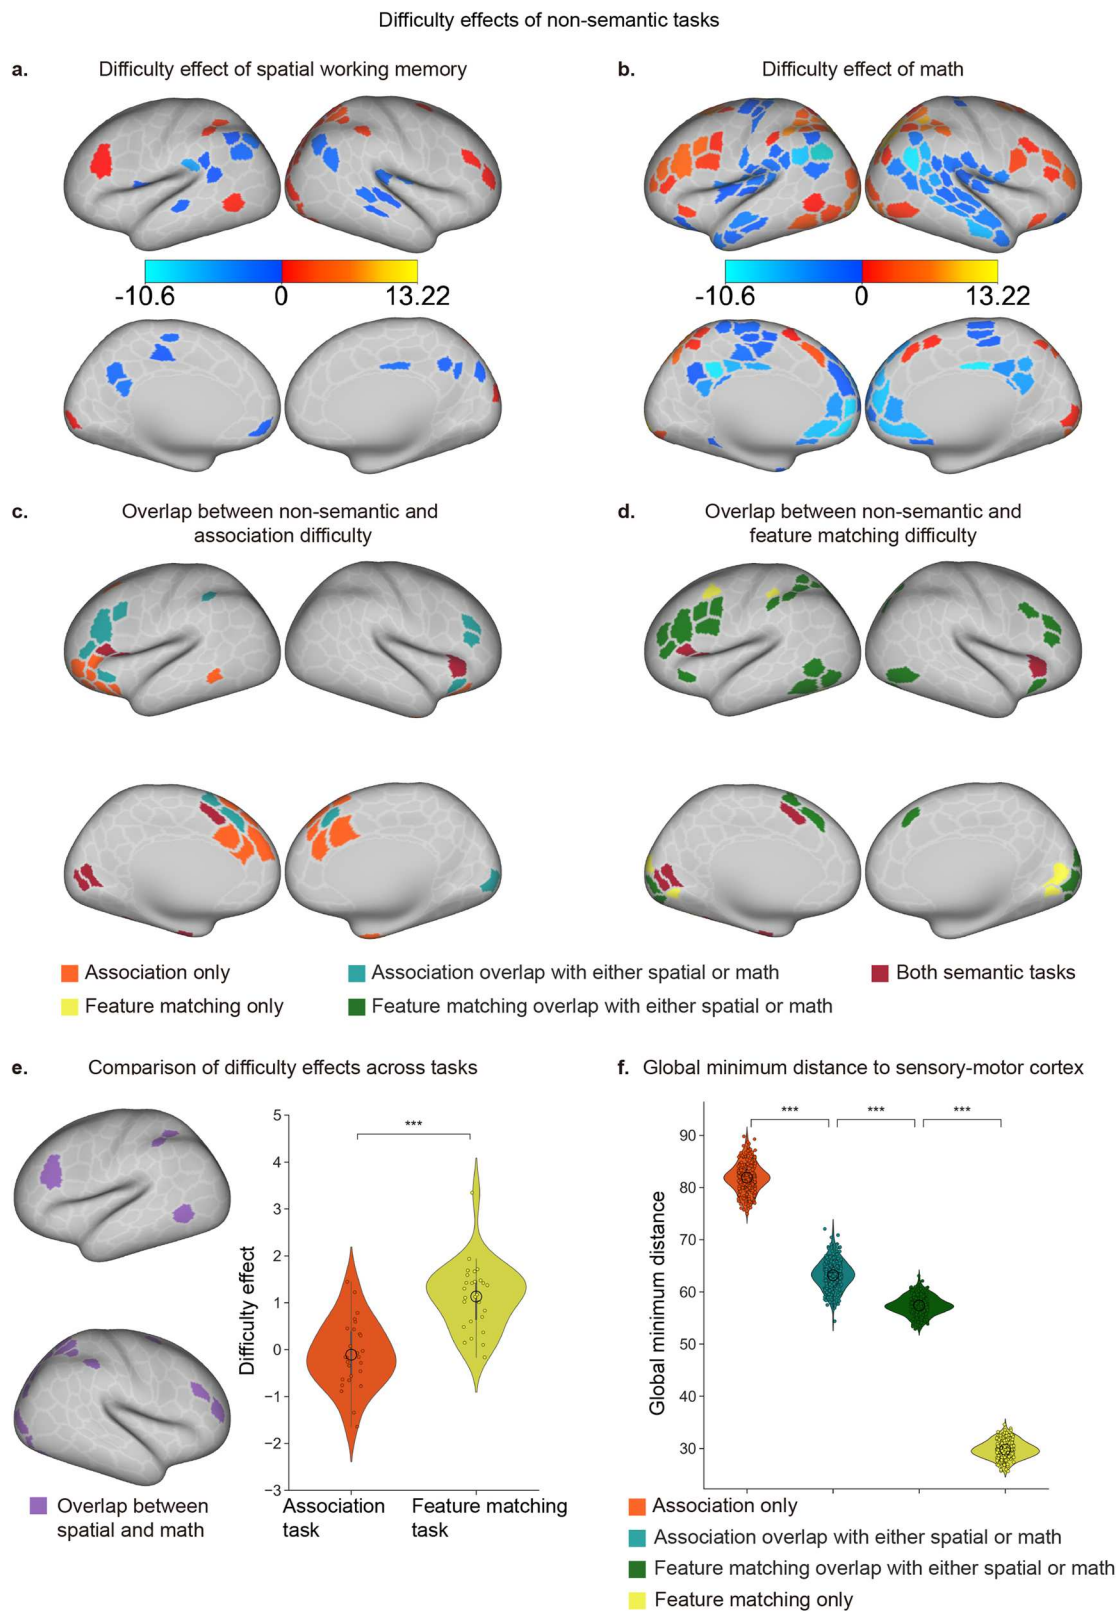 Difficulty effects of non-semantic tasks
a. Difficulty effect of spatial working memory
b. Difficulty effect of math
-10.6 0 13.22
-10.6 0 13.22
c. Overlap between non-semantic and
association difficulty
d. Overlap between non-semantic and
feature matching difficulty
Association only
Association overlap with either spatial or math
Both semantic tasks
Feature matching only
Feature matching overlap with either spatial or math
e. Comparison of difficulty effects across tasks
5
4
3
2
1
0
−1
−2
−3
Difficulty effect
***
Association
task
Feature matching
task
Overlap between
spatial and math
f. Global minimum distance to sensory-motor cortex
*** *** ***
90
80
70
60
50
40
30
Global minimum distance
Association only
Association overlap with either spatial or math
Feature matching overlap with either spatial or math
Feature matching only